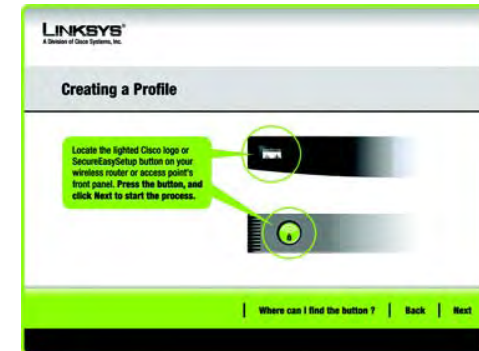 LINKSYS®
A Division of Cisco Systems, Inc.
Creating a Profile
Locate the lighted Cisco logo or
SecureEasySetup button on your
wireless router or access point's
front panel. Press the button, and
click Next to start the process.
Where can I find the button ? | Back | Next